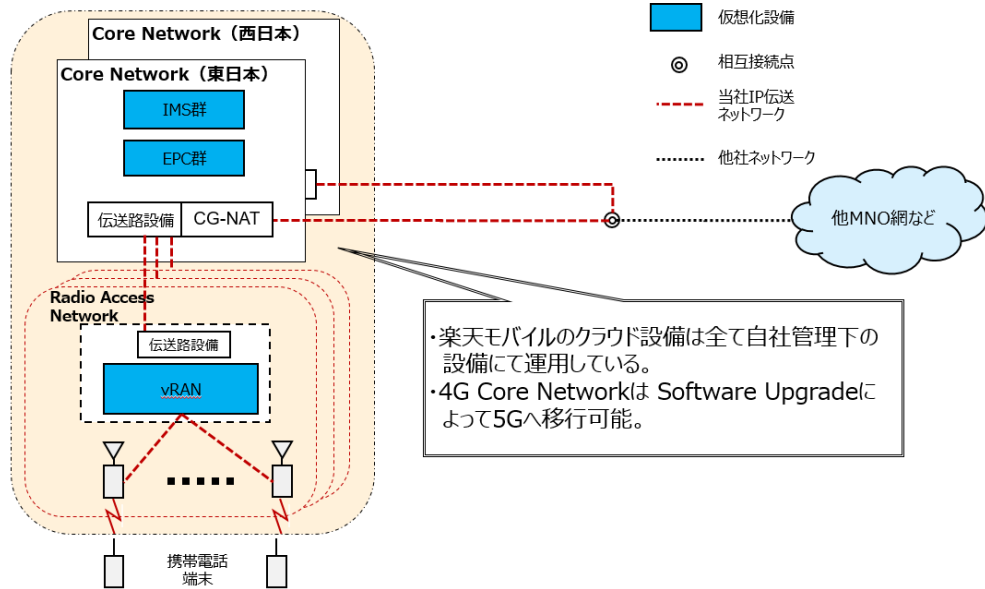 Core Network（西日本）
Core Network（東日本）
IMS群
EPC群
伝送路設備
CG-NAT
Radio Access
Network
伝送路設備
vRAN
携帯電話
端末
仮想化設備
相互接続点
当社IP伝送
ネットワーク
他社ネットワーク
他MNO網など
・楽天モバイルのクラウド設備は全て自社管理下の
設備にて運用している。
・4G Core Networkは Software Upgradeに
よって5Gへ移行可能。